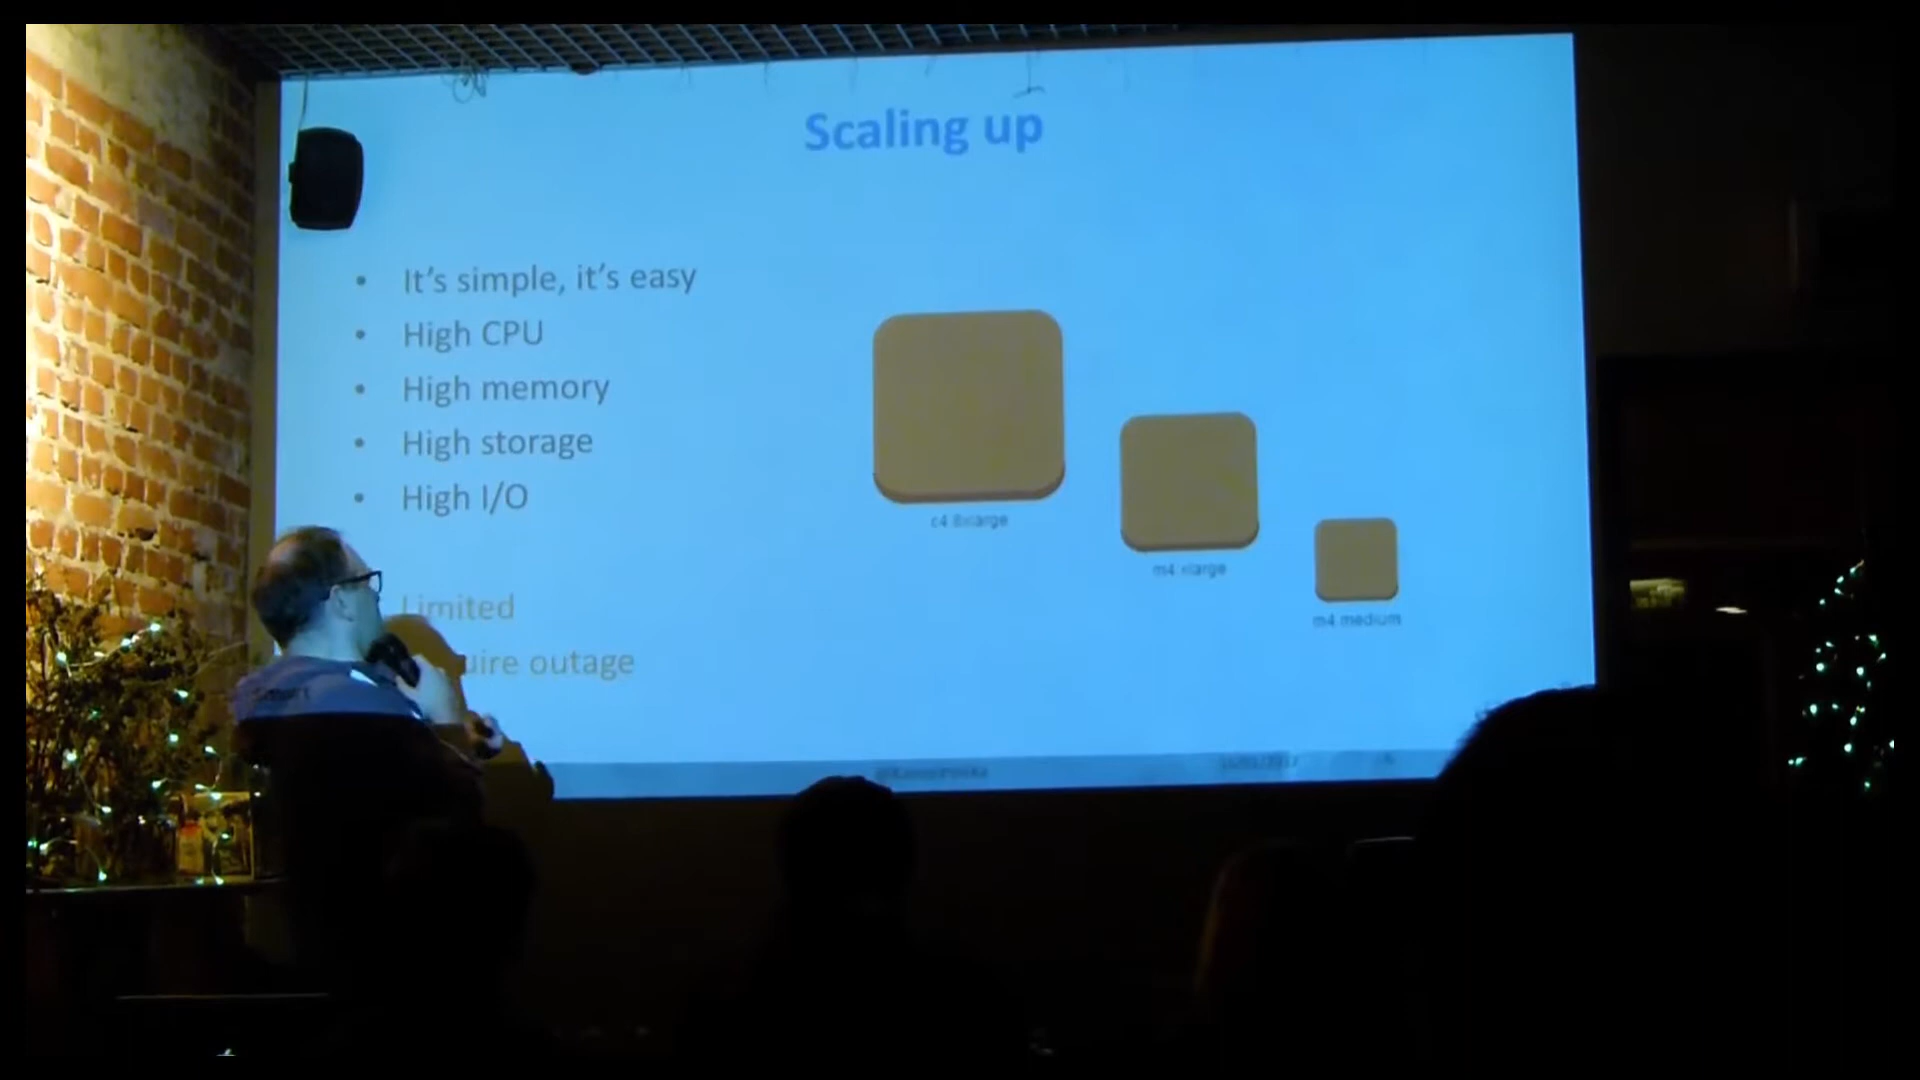 Scaling up
• It's simple, it's easy
• High CPU
• High memory
• High storage
• High I/O
Limited
uire outage
c4 8xlarge
m4 xlarge
m4 medium